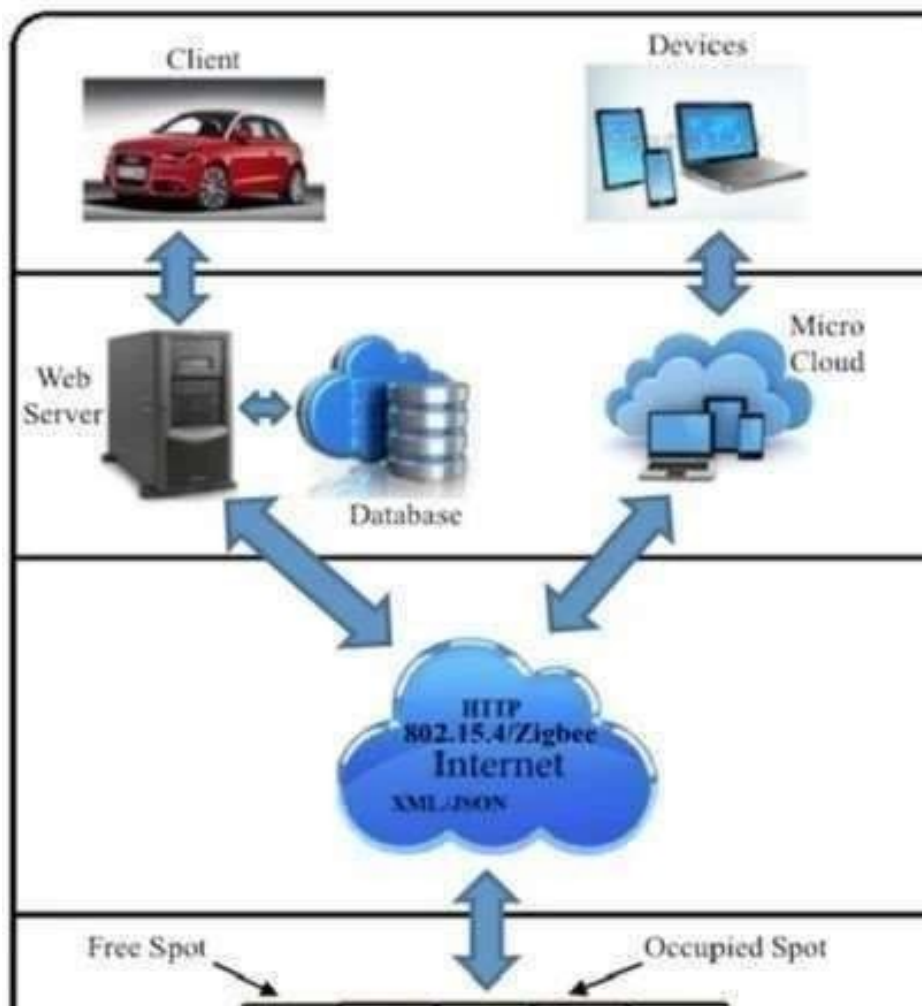 Client
Devices
Web
Server
Database
Micro
Cloud
HTTP
802.15.4/Zigbee
Internet
XML/JSON
Free Spot
Occupied Spot